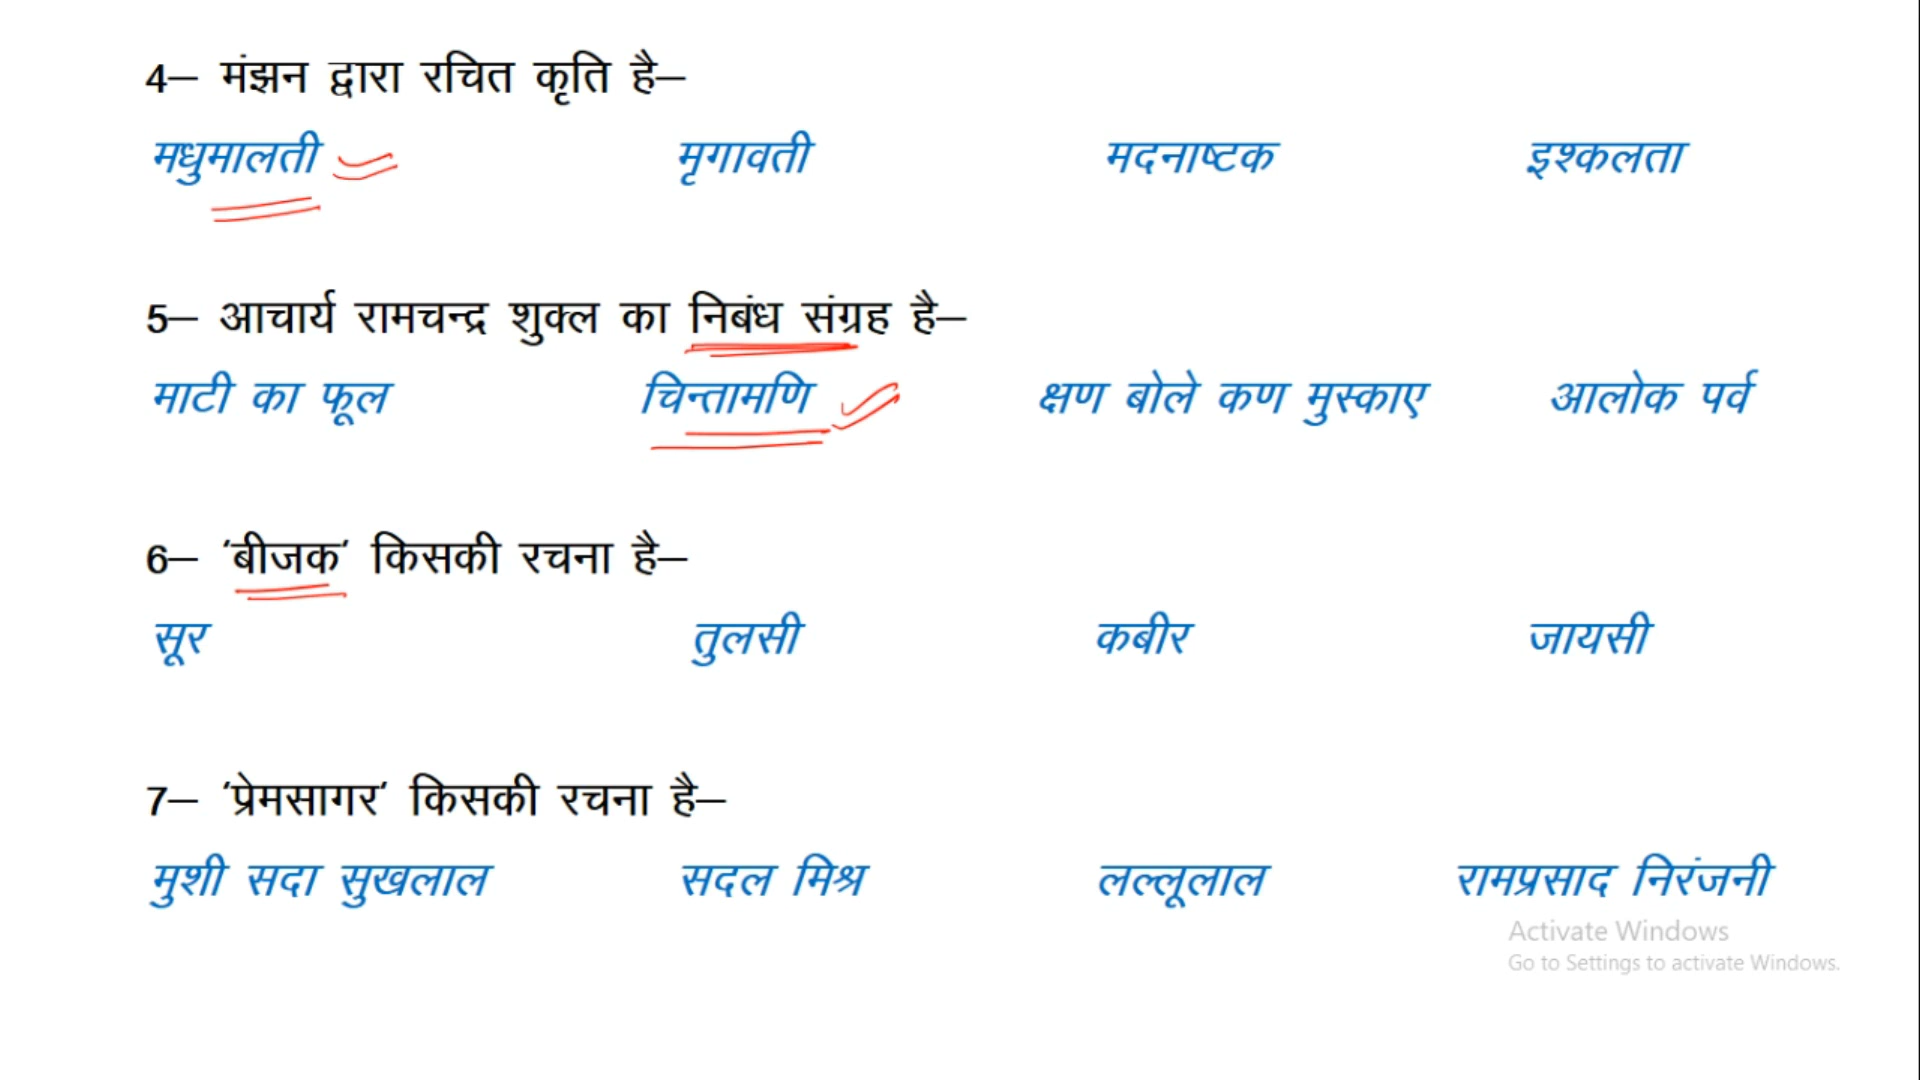 4– मंझन द्वारा रचित कृति है–
मधुमालती मृगावती मदनाष्टक इश्कलता
5– आचार्य रामचन्द्र शुक्ल का निबंध संग्रह है–
माटी का फूल चिन्तामणि क्षण बोले कण मुस्काए आलोक पर्व
6– 'बीजक' किसकी रचना है–
सूर तुलसी कबीर जायसी
7– 'प्रेमसागर' किसकी रचना है–
मुशी सदा सुखलाल सदल मिश्र लल्लूलाल रामप्रसाद निरंजनी
Activate Windows
Go to Settings to activate Windows.